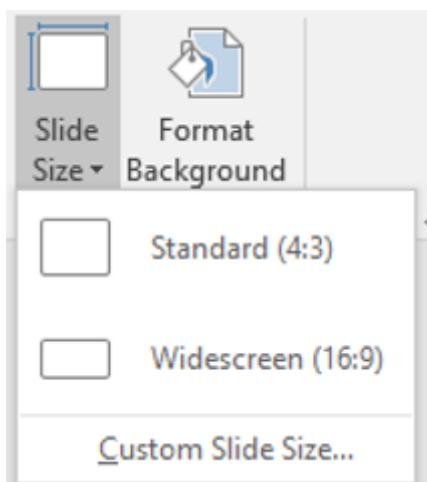 Slide
Size
Format
Background
Standard (4:3)
Widescreen (16:9)
Custom Slide Size...